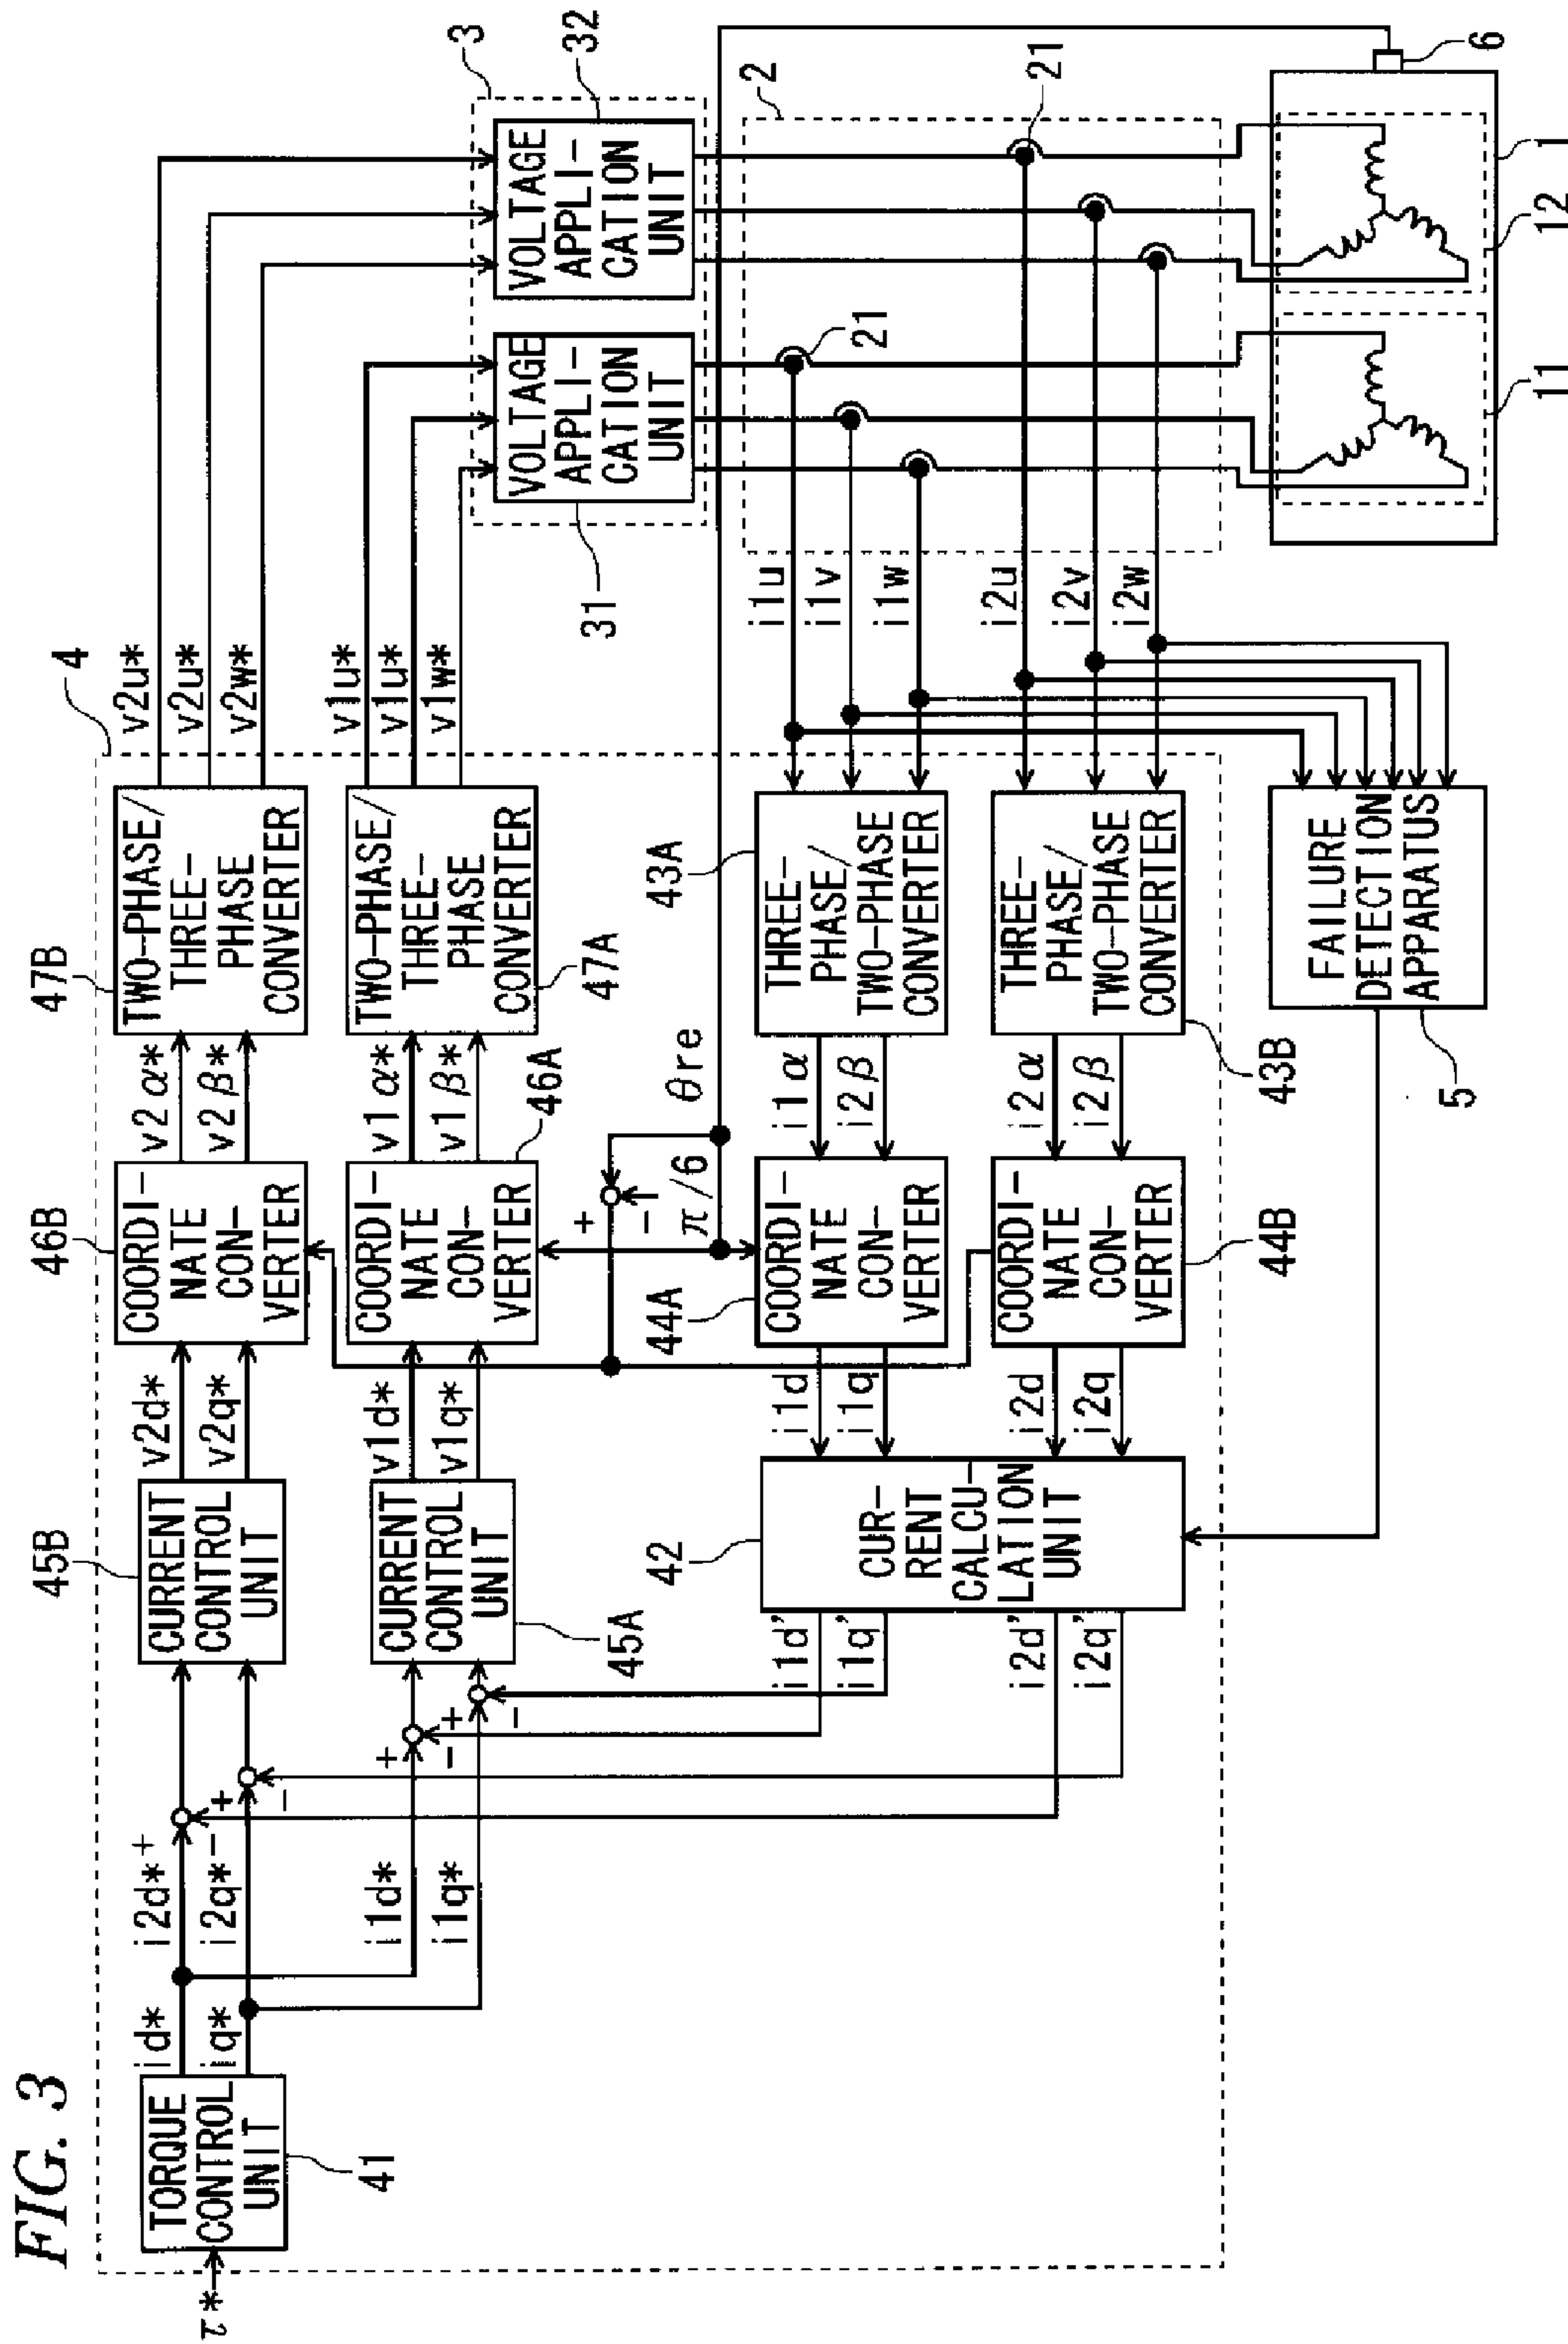 FIG. 3
τ*
TORQUE
CONTROL
UNIT
41
id*
iq*
i2d*
+
i2q*
-
+
-
i1d*
i1q*
+
-
+
-
45B
CURRENT
CONTROL
UNIT
CURRENT
CONTROL
UNIT
45A
v2d*
v2q*
v1d*
v1q*
46B
COORDI-
NATE
CON-
VERTER
COORDI-
NATE
CON-
VERTER
46A
v2α*
v2β*
v1α*
v1β*
47B
TWO-PHASE/
THREE-
PHASE
CONVERTER
TWO-PHASE/
THREE-
PHASE
CONVERTER
47A
4
v2u*
v2u*
v2w*
v1u*
v1u*
v1w*
3
VOLTAGE
APPLI-
CATION
UNIT
32
VOLTAGE
APPLI-
CATION
UNIT
31
+
-
π/6
θre
42
CUR-
RENT
CALCU-
LATION
UNIT
i1d'
i1q'
i2d'
i2q'
i1d
i1q
i2d
i2q
44A
COORDI-
NATE
CON-
VERTER
COORDI-
NATE
CON-
VERTER
44B
i1α
i2β
i2α
i2β
43A
THREE-
PHASE/
TWO-PHASE
CONVERTER
THREE-
PHASE/
TWO-PHASE
CONVERTER
43B
i1u
i1v
i1w
i2u
i2v
i2w
2
21
21
FAILURE
DETECTION
APPARATUS
5
6
1
12
11